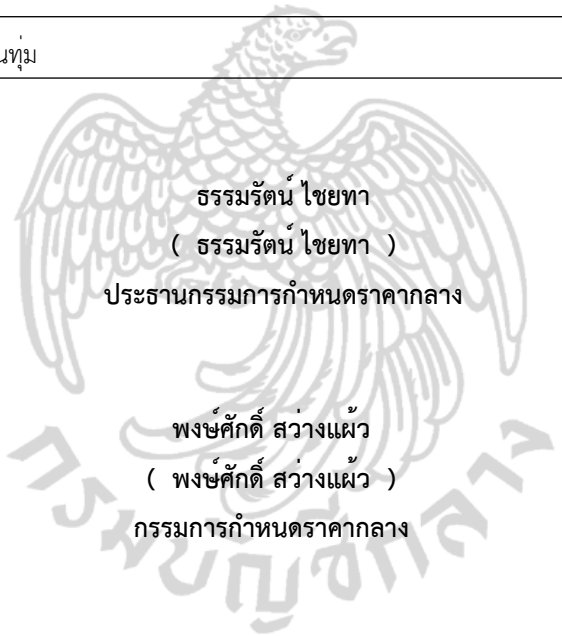 นทุ่ม
ธรรมรัตน์ ไชยทา
( ธรรมรัตน์ ไชยทา )
ประธานกรรมการกำหนดราคากลาง
พงษ์ศักดิ์ สว่างแผ้ว
( พงษ์ศักดิ์ สว่างแผ้ว )
กรรมการกำหนดราคากลาง
กรมบัญชีกลาง